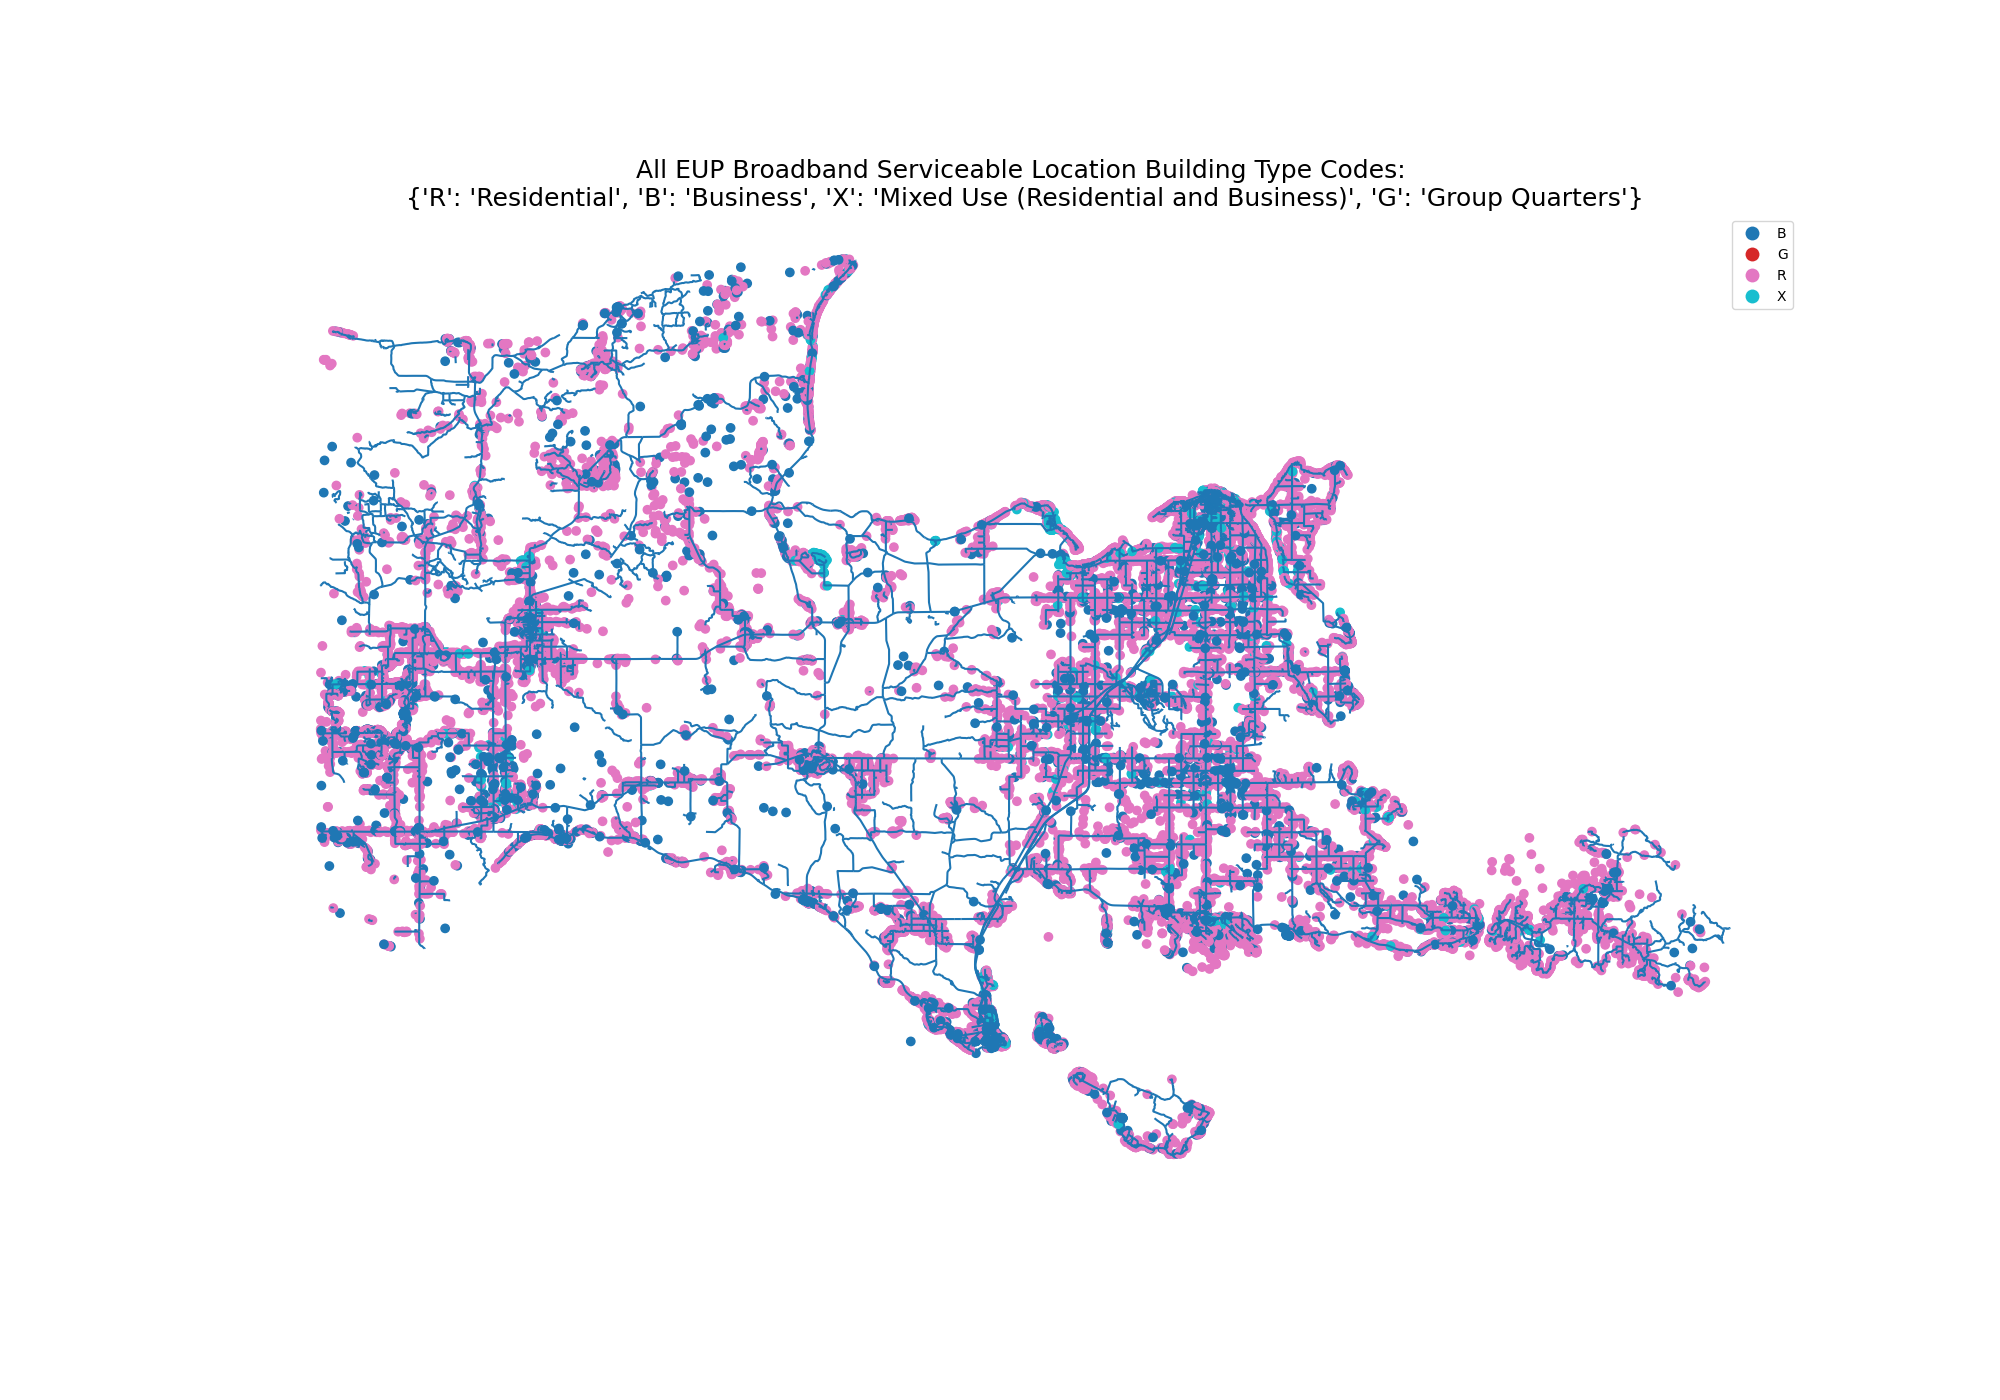 All EUP Broadband Serviceable Location Building Type Codes:
{'R': 'Residential', 'B': 'Business', 'X': 'Mixed Use (Residential and Business)', 'G': 'Group Quarters'}
B
G
R
X